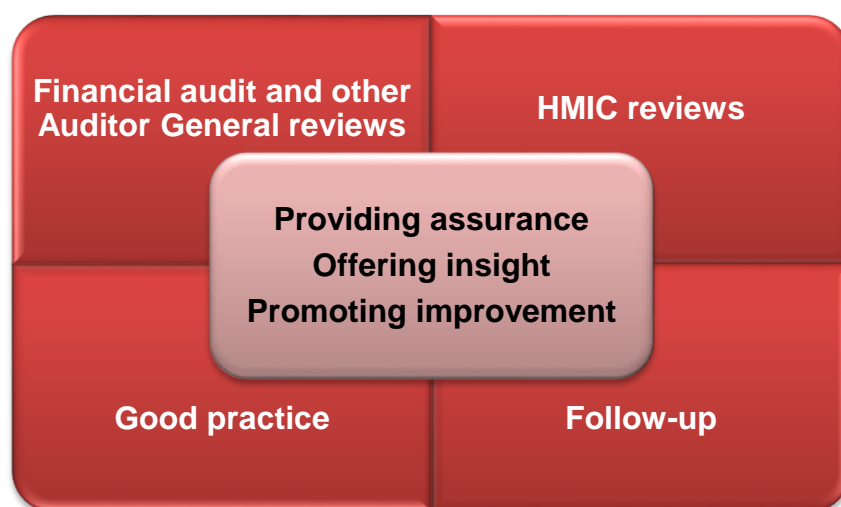 Financial audit and other
Auditor General reviews
HMIC reviews
Providing assurance
Offering insight
Promoting improvement
Good practice
Follow-up